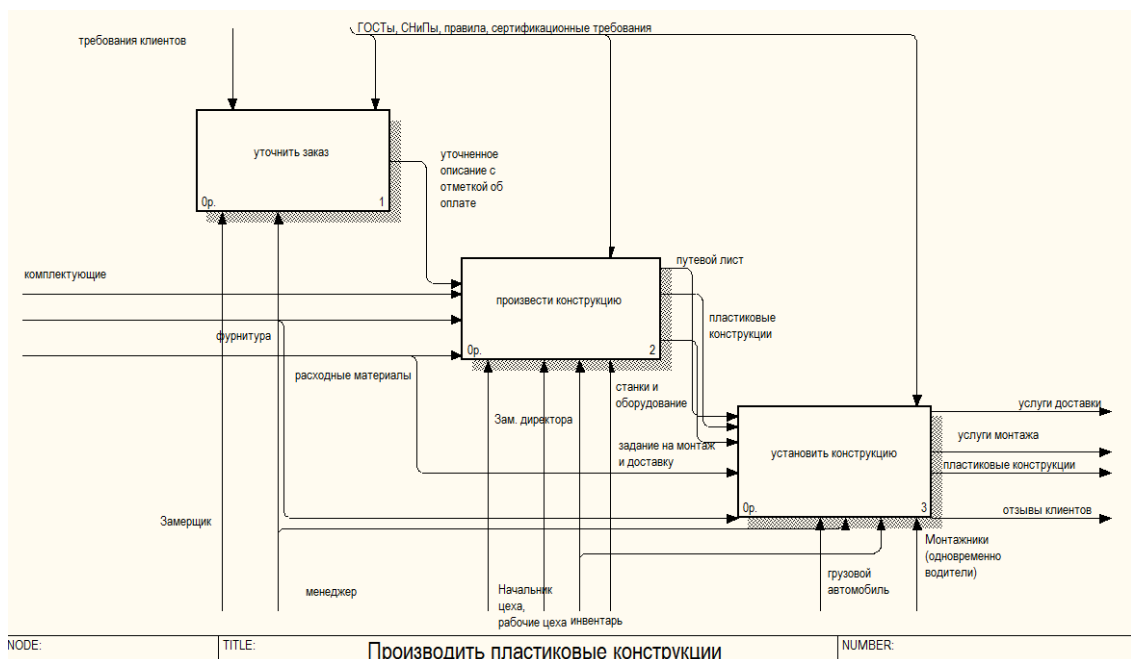 ГОСТы, СНиПы, правила, сертификационные требования
требования клиентов
уточнить заказ
0р.
1
уточненное
описание с
отметкой об
оплате
комплектующие
фурнитура
расходные материалы
произвести конструкцию
0р.
2
путевой лист
пластиковые
конструкции
станки и
оборудование
Зам. директора
задание на монтаж
и доставку
установить конструкцию
0р.
3
услуги доставки
услуги монтажа
пластиковые конструкции
отзывы клиентов
Замерщик
менеджер
Начальник
цеха,
рабочие цеха
инвентарь
грузовой
автомобиль
Монтажники
(одновременно
водители)
NODE:
TITLE:
Производить пластиковые конструкции
NUMBER: